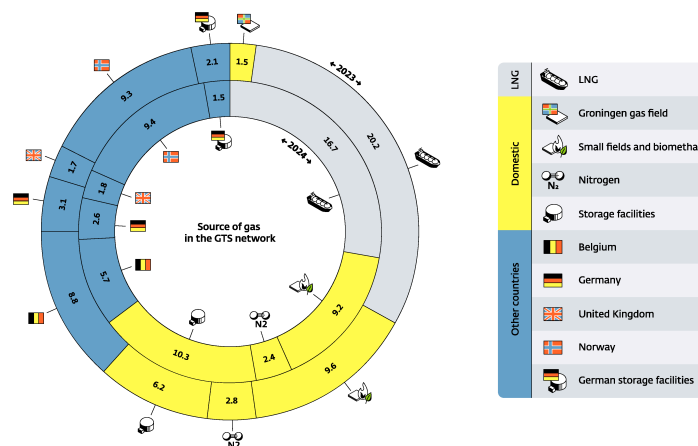 2.1
1.5
←2023→
9.3
1.5
9.4
16.7
20.2
←2024→
1.7
1.8
3.1
2.6
Source of gas
in the GTS network
5.7
8.8
9.2
N2
10.3
2.4
9.6
6.2
2.8
N2
LNG
LNG
Domestic
Groningen gas field
Small fields and biometha
N₂
Nitrogen
Storage facilities
Other countries
Belgium
Germany
United Kingdom
Norway
German storage facilities